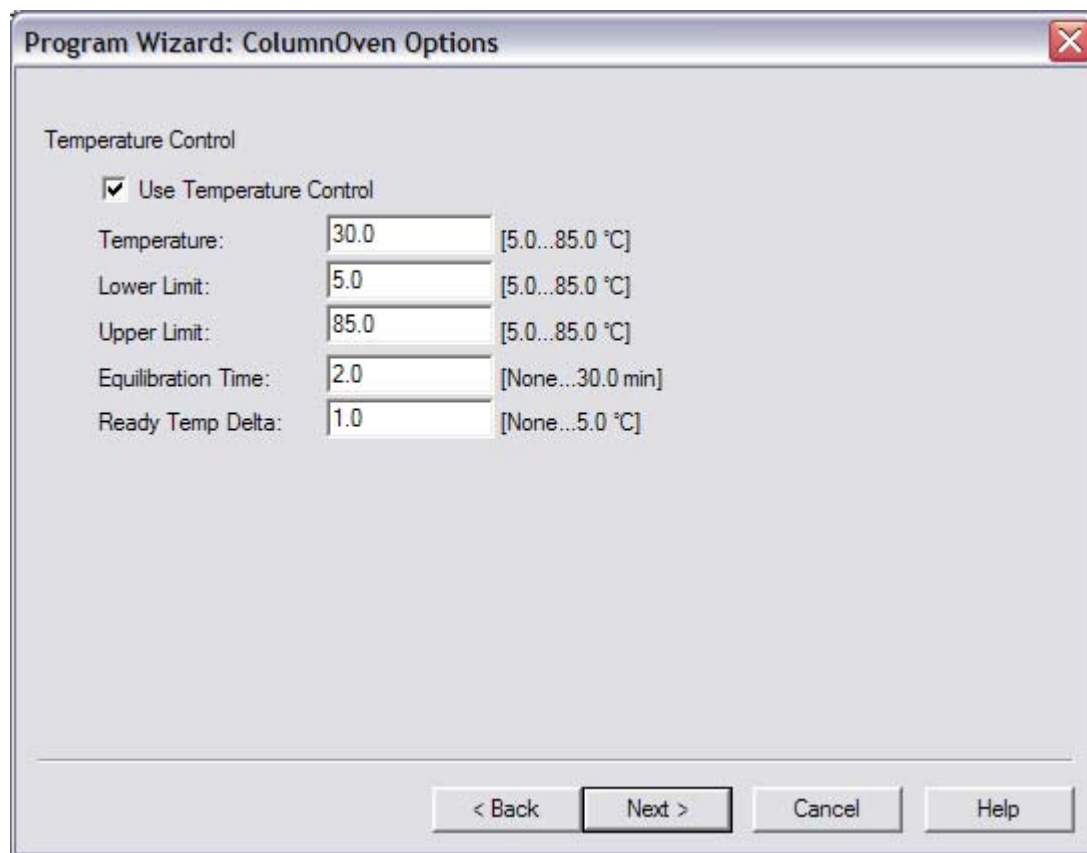 Program Wizard: ColumnOven Options
Temperature Control
Use Temperature Control
Temperature: 30.0 [5.0...85.0 °C]
Lower Limit: 5.0 [5.0...85.0 °C]
Upper Limit: 85.0 [5.0...85.0 °C]
Equilibration Time: 2.0 [None...30.0 min]
Ready Temp Delta: 1.0 [None...5.0 °C]
< Back Next > Cancel Help